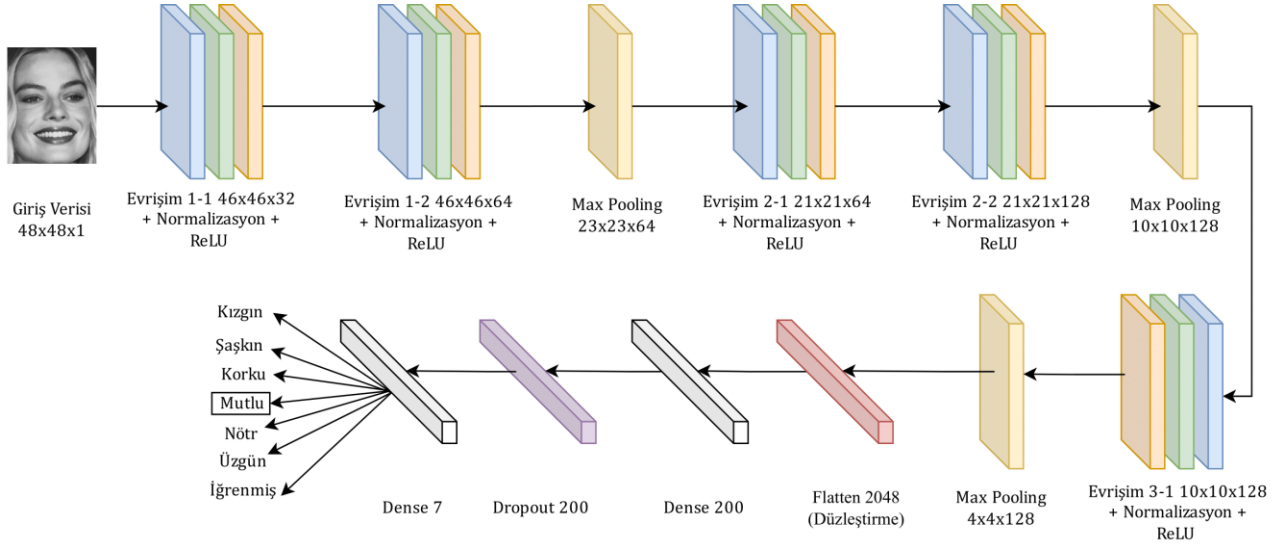 Giriş Verisi
48x48x1
Evrişim 1-1 46x46x32
+ Normalizasyon +
ReLU
Evrişim 1-2 46x46x64
+ Normalizasyon +
ReLU
Max Pooling
23x23x64
Evrişim 2-1 21x21x64
+ Normalizasyon +
ReLU
Evrişim 2-2 21x21x128
+ Normalizasyon +
ReLU
Max Pooling
10x10x128
Evrişim 3-1 10x10x128
+ Normalizasyon +
ReLU
Max Pooling
4x4x128
Flatten 2048
(Düzleştirme)
Dense 200
Dropout 200
Dense 7
Kızgın
Şaşkın
Korku
Mutlu
Nötr
Üzgün
İğrenmiş